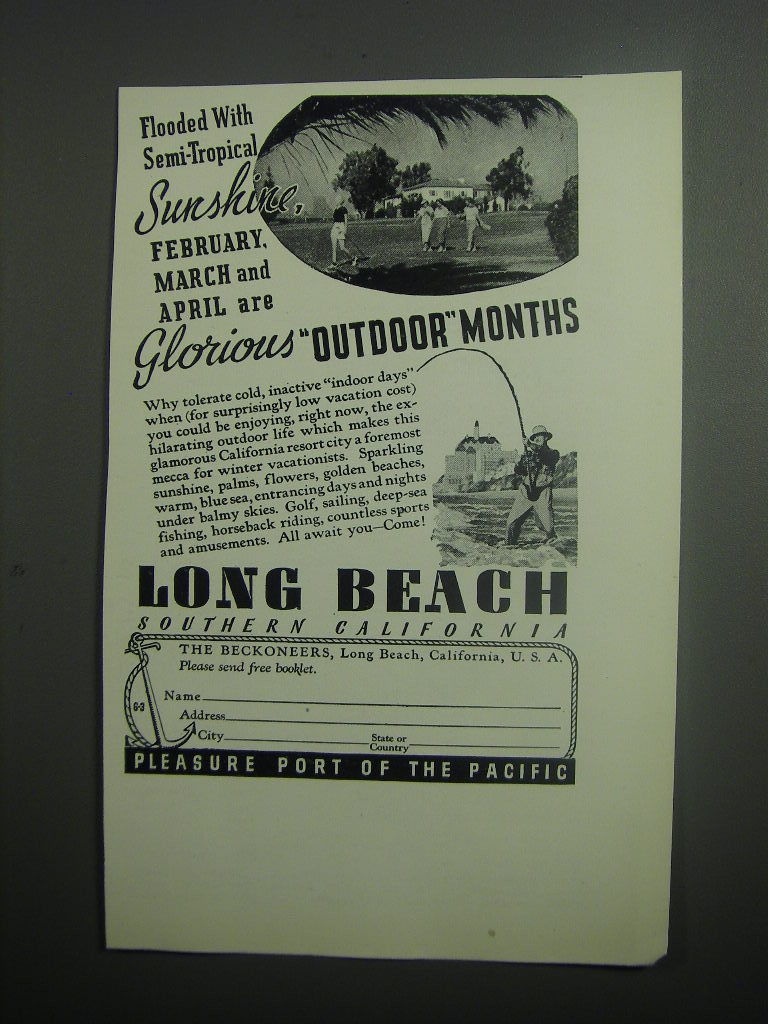 Flooded With
Semi-Tropical
Sunshine,
FEBRUARY,
MARCH and
APRIL are
Glorious "OUTDOOR" MONTHS
Why tolerate cold, inactive "indoor days"
when (for surprisingly low vacation cost)
you could be enjoying, right now, the ex-
hilarating outdoor life which makes this
glamorous California resort city a foremost
mecca for winter vacationists. Sparkling
sunshine, palms, flowers, golden beaches,
warm, blue sea, entrancing days and nights
under balmy skies. Golf, sailing, deep-sea
fishing, horseback riding, countless sports
and amusements. All await you—Come!
LONG BEACH
SOUTHERN CALIFORNIA
THE BECKONEERS, Long Beach, California, U. S. A.
Please send free booklet.
Name
G-3
Address
City State or
Country
PLEASURE PORT OF THE PACIFIC